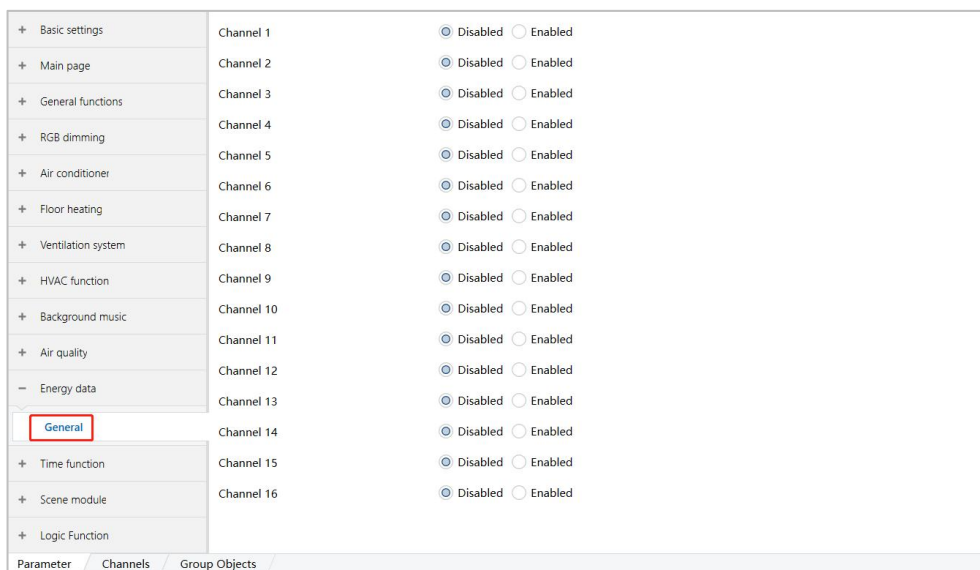 + Basic settings
+ Main page
+ General functions
+ RGB dimming
+ Air conditioner
+ Floor heating
+ Ventilation system
+ HVAC function
+ Background music
+ Air quality
− Energy data
General
+ Time function
+ Scene module
+ Logic Function
Channel 1 Disabled Enabled
Channel 2 Disabled Enabled
Channel 3 Disabled Enabled
Channel 4 Disabled Enabled
Channel 5 Disabled Enabled
Channel 6 Disabled Enabled
Channel 7 Disabled Enabled
Channel 8 Disabled Enabled
Channel 9 Disabled Enabled
Channel 10 Disabled Enabled
Channel 11 Disabled Enabled
Channel 12 Disabled Enabled
Channel 13 Disabled Enabled
Channel 14 Disabled Enabled
Channel 15 Disabled Enabled
Channel 16 Disabled Enabled
Parameter Channels Group Objects